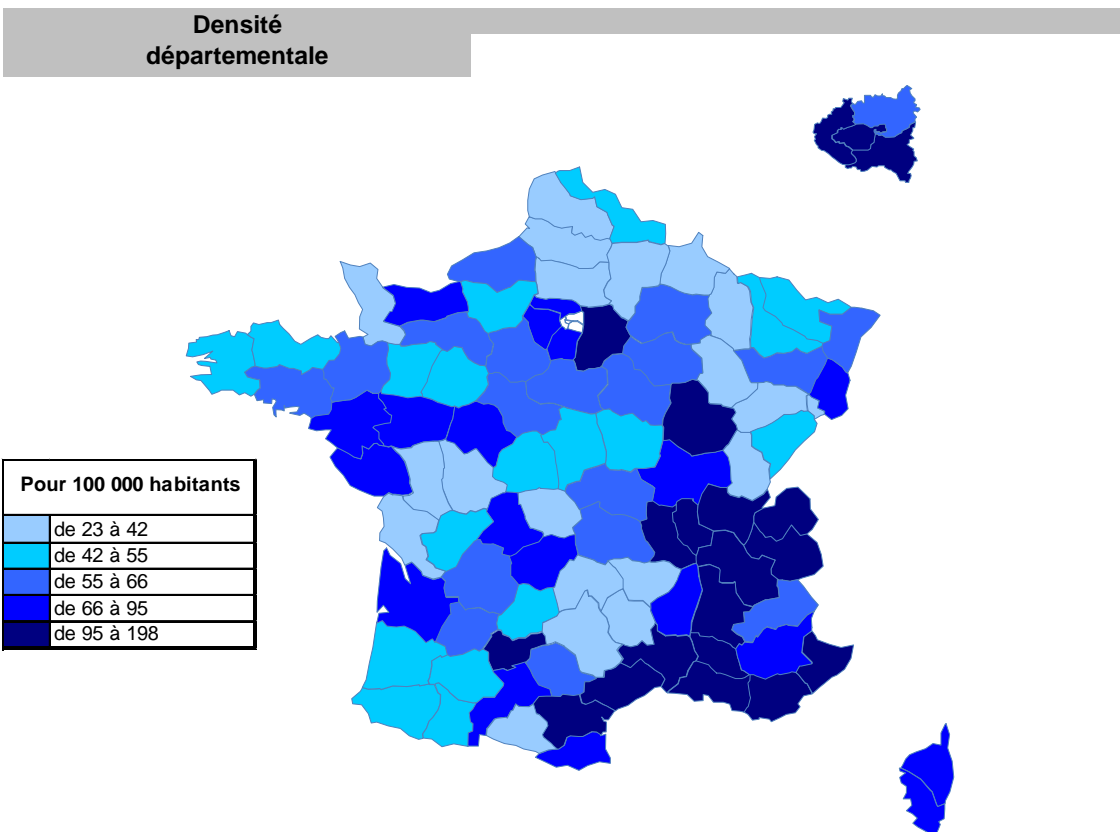 Densité
départementale
Pour 100 000 habitants
de 23 à 42
de 42 à 55
de 55 à 66
de 66 à 95
de 95 à 198